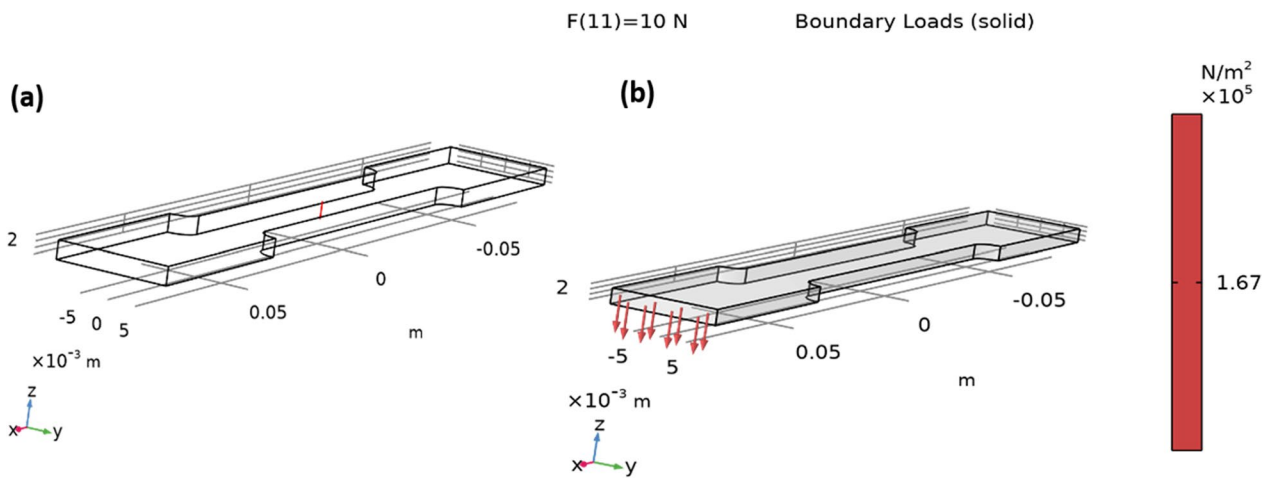 F(11)=10 N
Boundary Loads (solid)
(a)
2
-5
0
5
×10⁻³ m
0.05
0
-0.05
m
z
x
y
(b)
2
-5
5
×10⁻³ m
0.05
0
-0.05
m
z
x
y
N/m²
×10⁵
1.67